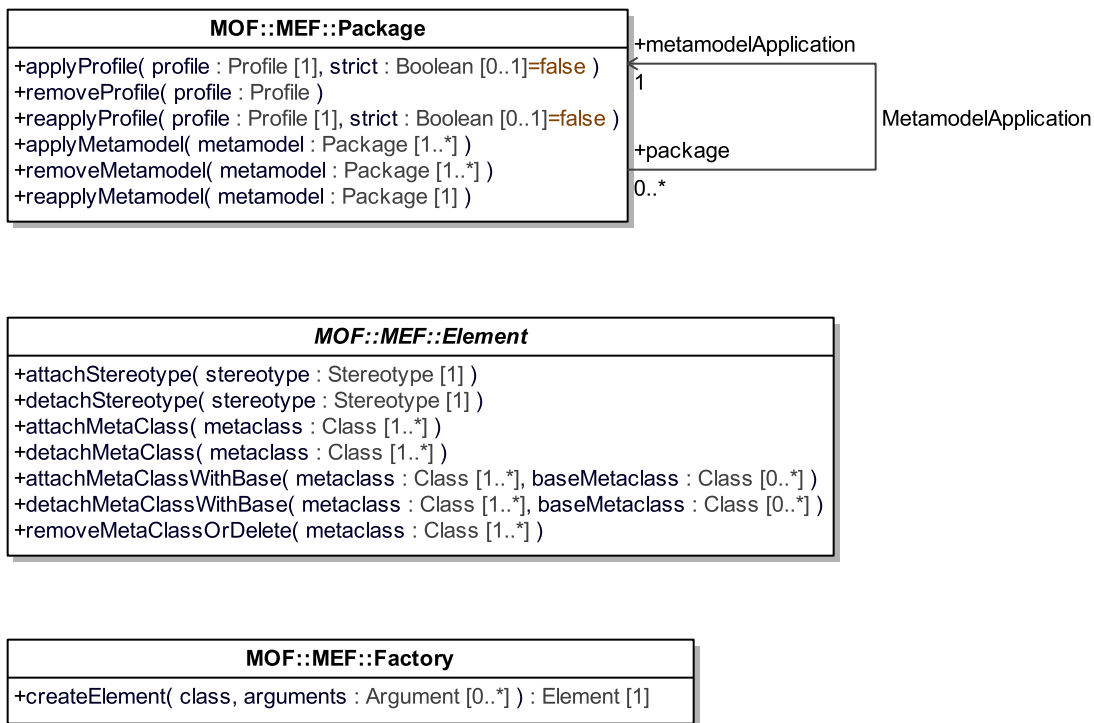 MOF::MEF::Package
+applyProfile( profile : Profile [1], strict : Boolean [0..1]=false )
+removeProfile( profile : Profile )
+reapplyProfile( profile : Profile [1], strict : Boolean [0..1]=false )
+applyMetamodel( metamodel : Package [1..*] )
+removeMetamodel( metamodel : Package [1..*] )
+reapplyMetamodel( metamodel : Package [1] )
+metamodelApplication
1
MetamodelApplication
+package
0..*
MOF::MEF::Element
+attachStereotype( stereotype : Stereotype [1] )
+detachStereotype( stereotype : Stereotype [1] )
+attachMetaClass( metaclass : Class [1..*] )
+detachMetaClass( metaclass : Class [1..*] )
+attachMetaClassWithBase( metaclass : Class [1..*], baseMetaclass : Class [0..*] )
+detachMetaClassWithBase( metaclass : Class [1..*], baseMetaclass : Class [0..*] )
+removeMetaClassOrDelete( metaclass : Class [1..*] )
MOF::MEF::Factory
+createElement( class, arguments : Argument [0..*] ) : Element [1]